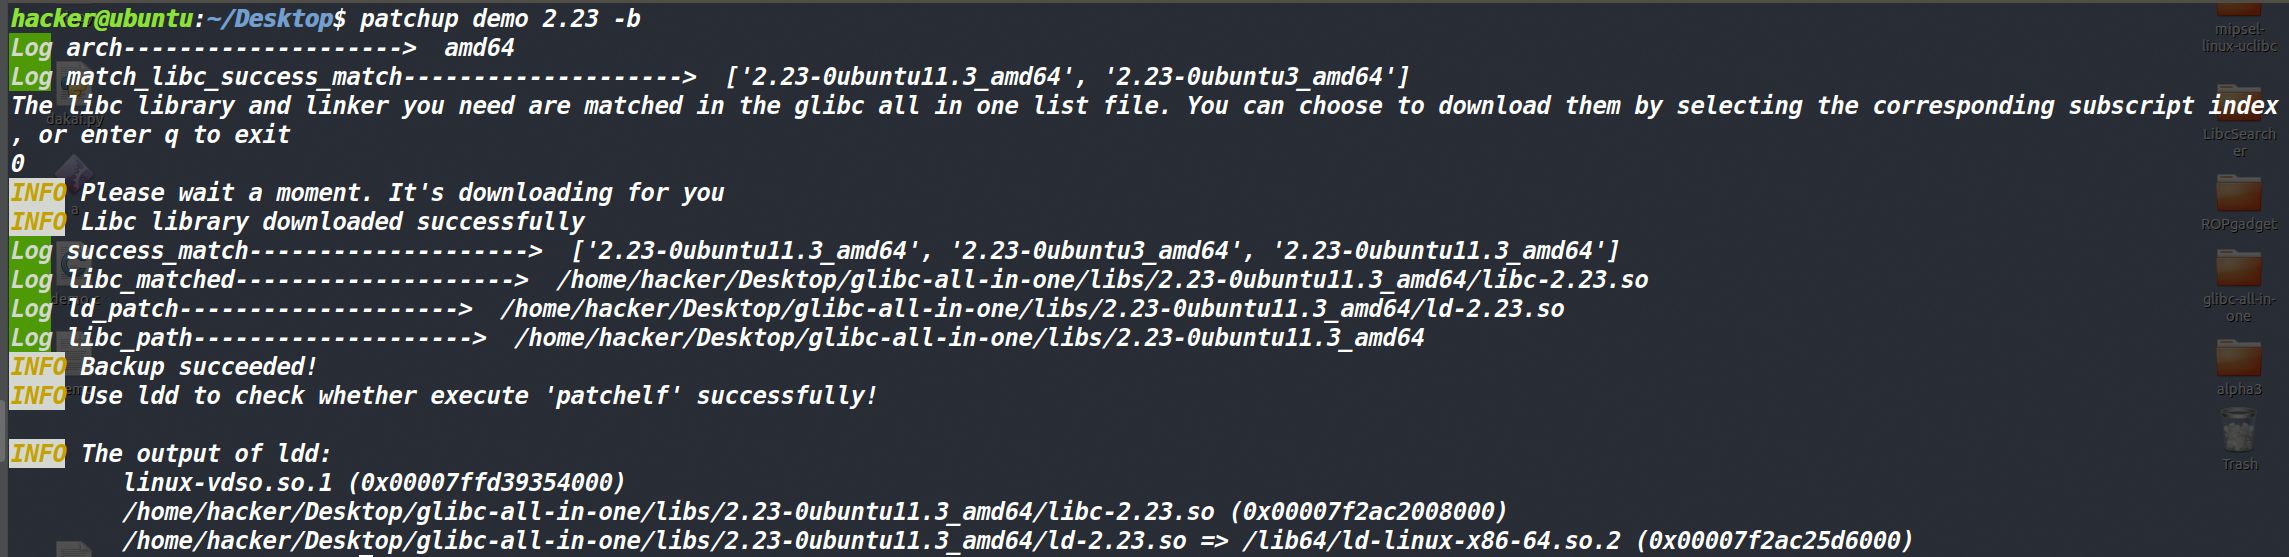 hacker@ubuntu:~/Desktop$ patchup demo 2.23 -b
Log arch--------------------> amd64
Log match_libc_success_match--------------------> ['2.23-0ubuntu11.3_amd64', '2.23-0ubuntu3_amd64']
The libc library and linker you need are matched in the glibc all in one list file. You can choose to download them by selecting the corresponding subscript index
, or enter q to exit
0
INFO Please wait a moment. It's downloading for you
INFO Libc library downloaded successfully
Log success_match--------------------> ['2.23-0ubuntu11.3_amd64', '2.23-0ubuntu3_amd64', '2.23-0ubuntu11.3_amd64']
Log libc_matched--------------------> /home/hacker/Desktop/glibc-all-in-one/libs/2.23-0ubuntu11.3_amd64/libc-2.23.so
Log ld_patch--------------------> /home/hacker/Desktop/glibc-all-in-one/libs/2.23-0ubuntu11.3_amd64/ld-2.23.so
Log libc_path--------------------> /home/hacker/Desktop/glibc-all-in-one/libs/2.23-0ubuntu11.3_amd64
INFO Backup succeeded!
INFO Use ldd to check whether execute 'patchelf' successfully!
INFO The output of ldd:
linux-vdso.so.1 (0x00007ffd39354000)
/home/hacker/Desktop/glibc-all-in-one/libs/2.23-0ubuntu11.3_amd64/libc-2.23.so (0x00007f2ac2008000)
/home/hacker/Desktop/glibc-all-in-one/libs/2.23-0ubuntu11.3_amd64/ld-2.23.so => /lib64/ld-linux-x86-64.so.2 (0x00007f2ac25d6000)
dakai.py
a
demo.c
mipsel-
linux-uclibc
LibcSearch
er
ROPgadget
glibc-all-in-
one
alpha3
Trash